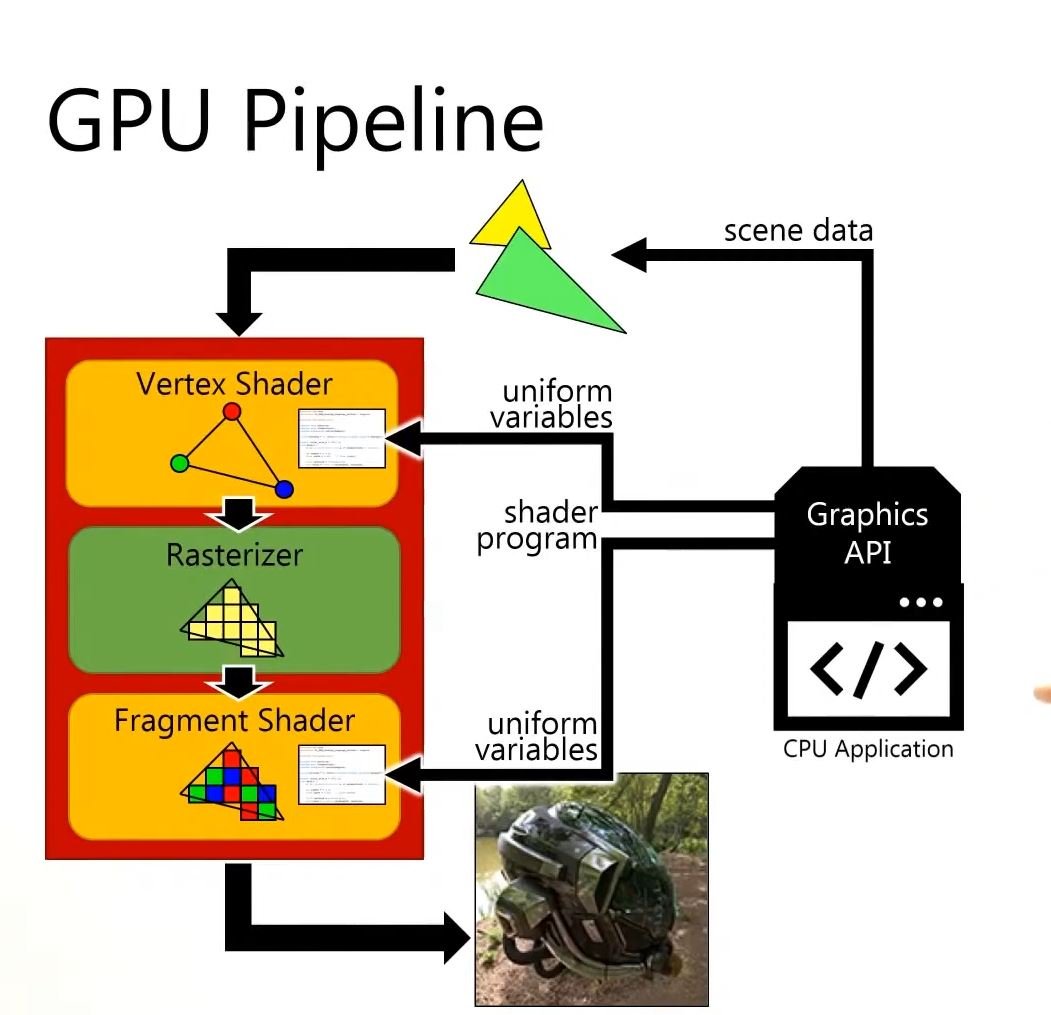 GPU Pipeline
scene data
Vertex Shader
uniform
variables
shader
program
Graphics
API
Rasterizer
</>
Fragment Shader
uniform
variables
CPU Application